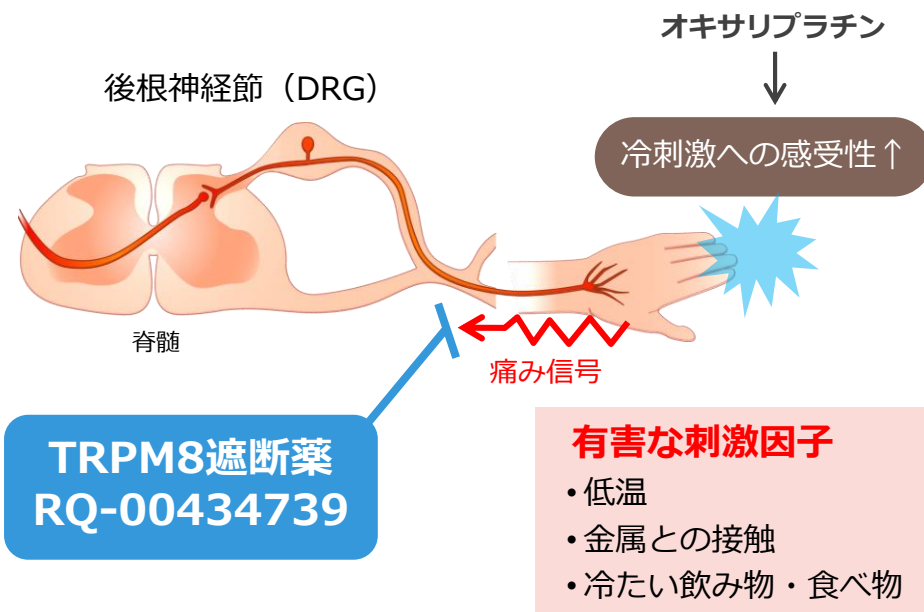 オキサリプラチン
後根神経節（DRG）
冷刺激への感受性↑
脊髄
痛み信号
TRPM8遮断薬
RQ-00434739
有害な刺激因子
・低温
・金属との接触
・冷たい飲み物・食べ物